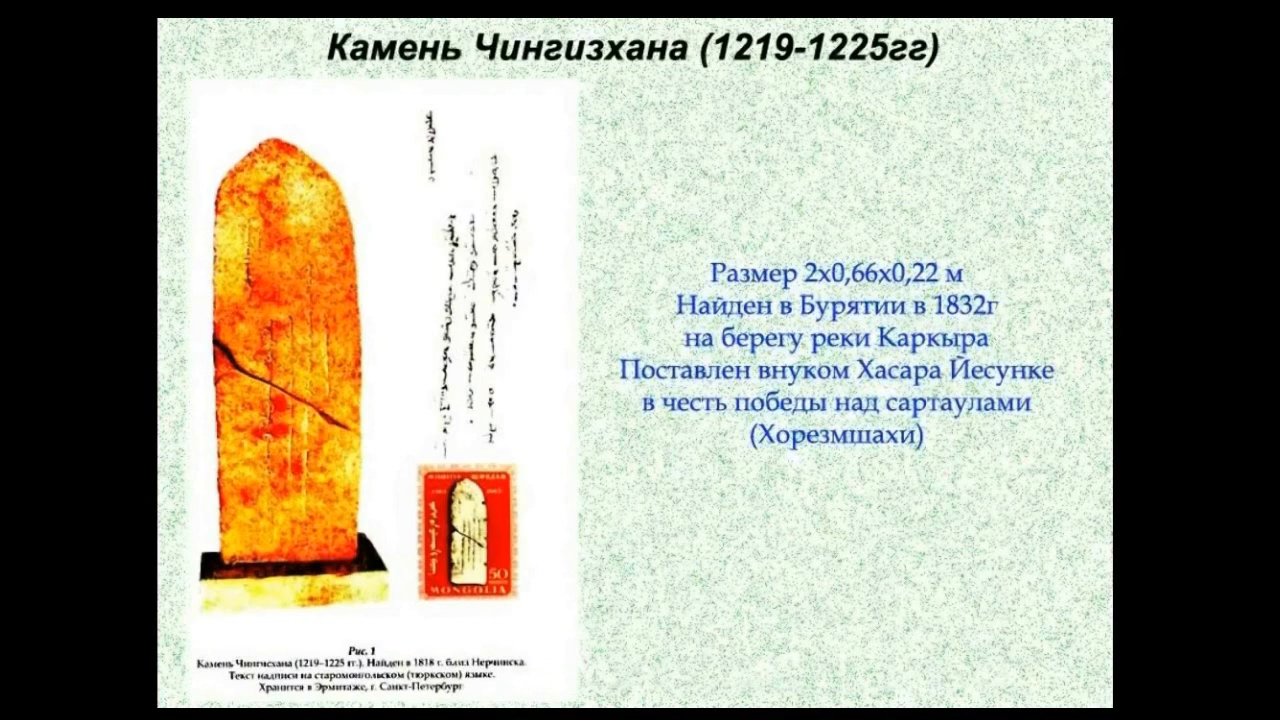 Камень Чингизхана (1219-1225гг)
Размер 2х0,66х0,22 м
Найден в Бурятии в 1832г
на берегу реки Каркыра
Поставлен внуком Хасара Йесунке
в честь победы над сартаулами
(Хорезмшахи)
50
MONGOLIA
Рис. 1
Камень Чингисхана (1219–1225 гг.). Найден в 1818 г. близ Нерчинска.
Текст надписи на старомонгольском (тюркском) языке.
Хранится в Эрмитаже, г. Санкт-Петербург